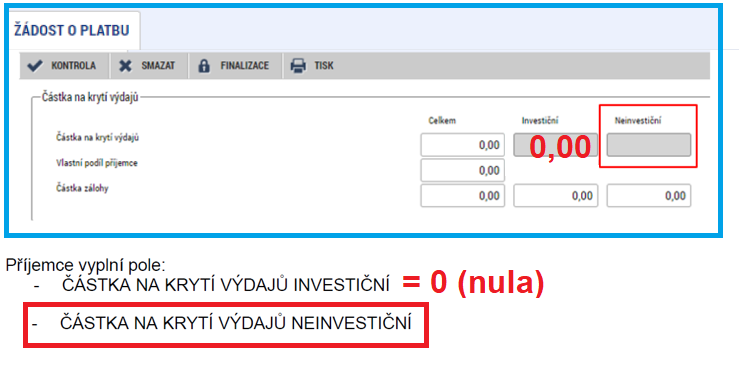 ŽÁDOST O PLATBU
KONTROLA SMAZAT FINALIZACE TISK
Částka na krytí výdajů
Celkem Investiční Neinvestiční
Částka na krytí výdajů 0,00 0,00
Vlastní podíl příjemce 0,00
Částka zálohy 0,00 0,00 0,00
Příjemce vyplní pole:
- ČÁSTKA NA KRYTÍ VÝDAJŮ INVESTIČNÍ = 0 (nula)
- ČÁSTKA NA KRYTÍ VÝDAJŮ NEINVESTIČNÍ